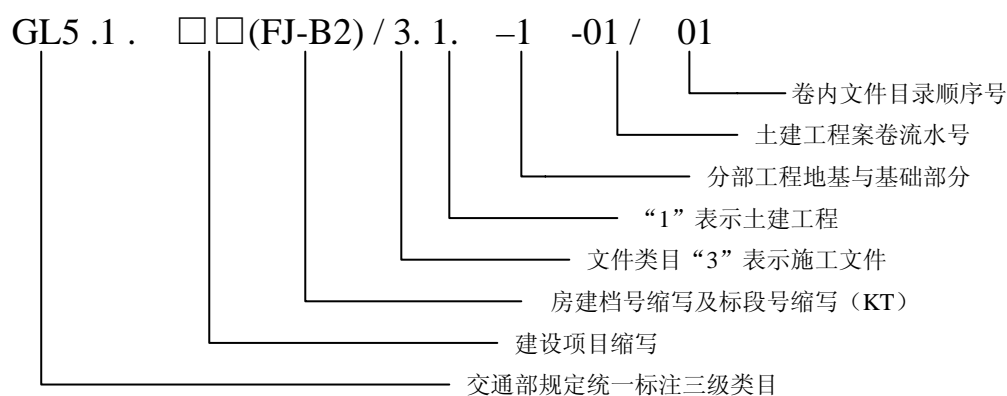 GL5 .1 . □□(FJ-B2) / 3. 1. –1 -01 / 01
卷内文件目录顺序号
土建工程案卷流水号
分部工程地基与基础部分
“1”表示土建工程
文件类目“3”表示施工文件
房建档号缩写及标段号缩写（KT）
建设项目缩写
交通部规定统一标注三级类目